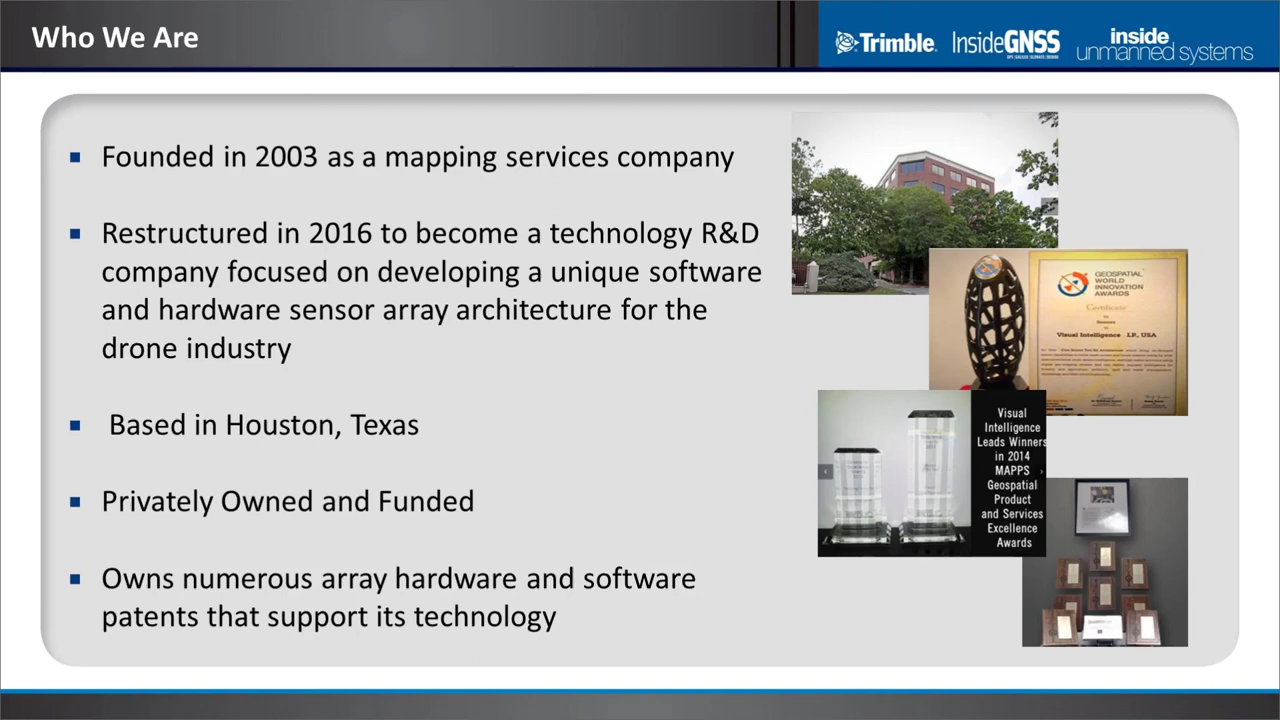 Who We Are
Trimble
InsideGNSS
inside
unmanned systems
Founded in 2003 as a mapping services company
Restructured in 2016 to become a technology R&D
company focused on developing a unique software
and hardware sensor array architecture for the
drone industry
Based in Houston, Texas
Privately Owned and Funded
Owns numerous array hardware and software
patents that support its technology
GEOSPATIAL
WORLD
INNOVATION
AWARDS
Certificate
Visual Intelligence LP., USA
Visual
Intelligence
Leads Winners
in 2014
MAPPS
Geospatial
Product
and Services
Excellence
Awards